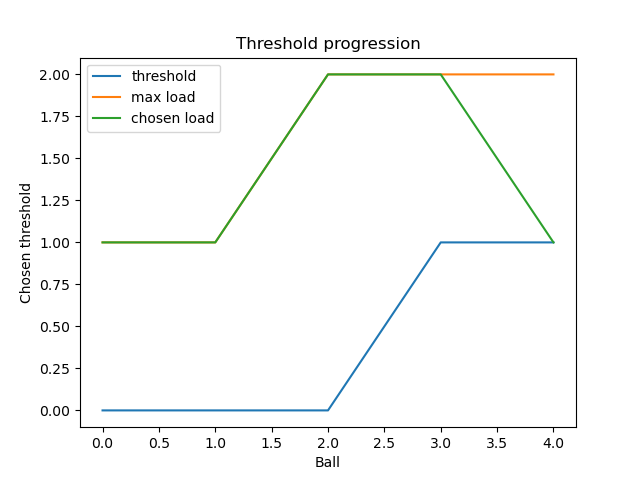 Threshold progression
threshold
max load
chosen load
Chosen threshold
2.00
1.75
1.50
1.25
1.00
0.75
0.50
0.25
0.00
0.0 0.5 1.0 1.5 2.0 2.5 3.0 3.5 4.0
Ball